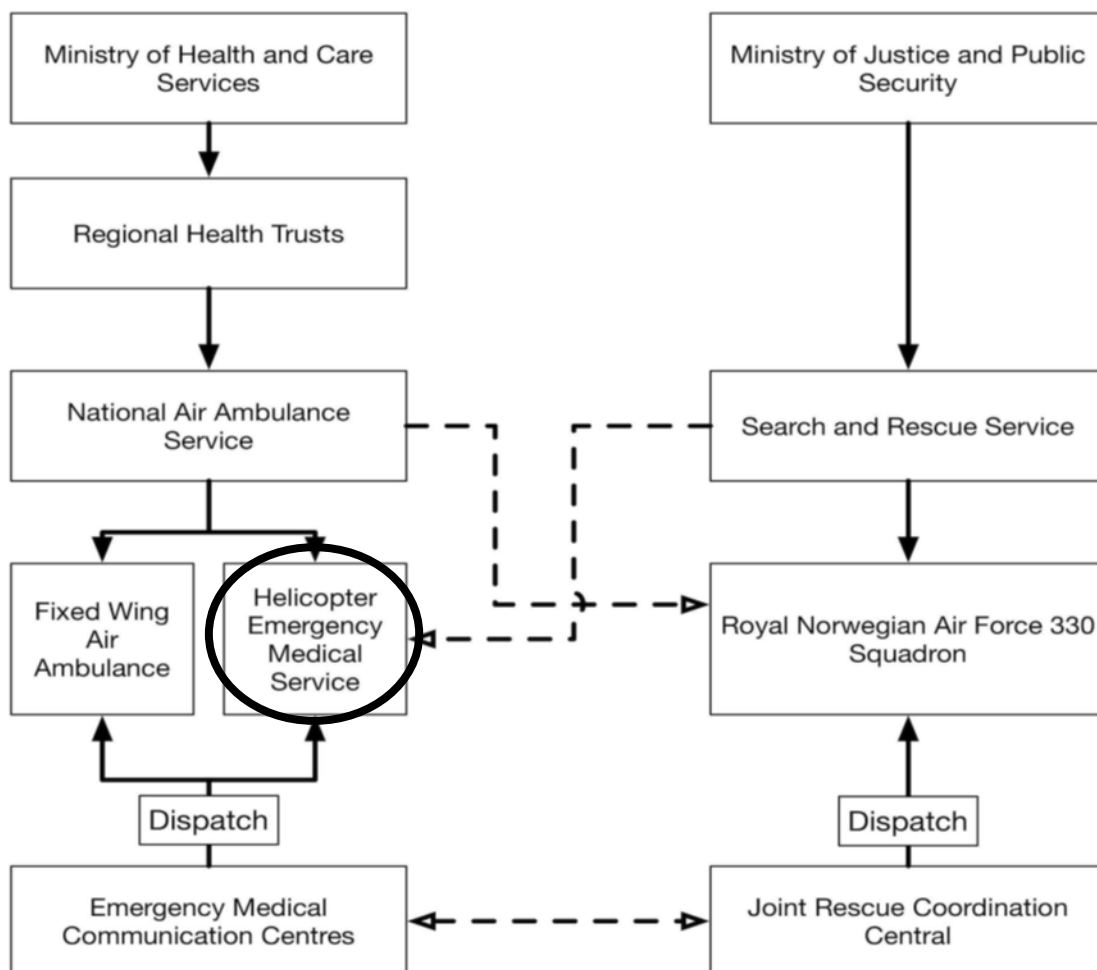 Ministry of Health and Care
Services
Ministry of Justice and Public
Security
Regional Health Trusts
National Air Ambulance
Service
Search and Rescue Service
Fixed Wing
Air
Ambulance
Helicopter
Emergency
Medical
Service
Royal Norwegian Air Force 330
Squadron
Dispatch
Dispatch
Emergency Medical
Communication Centres
Joint Rescue Coordination
Central